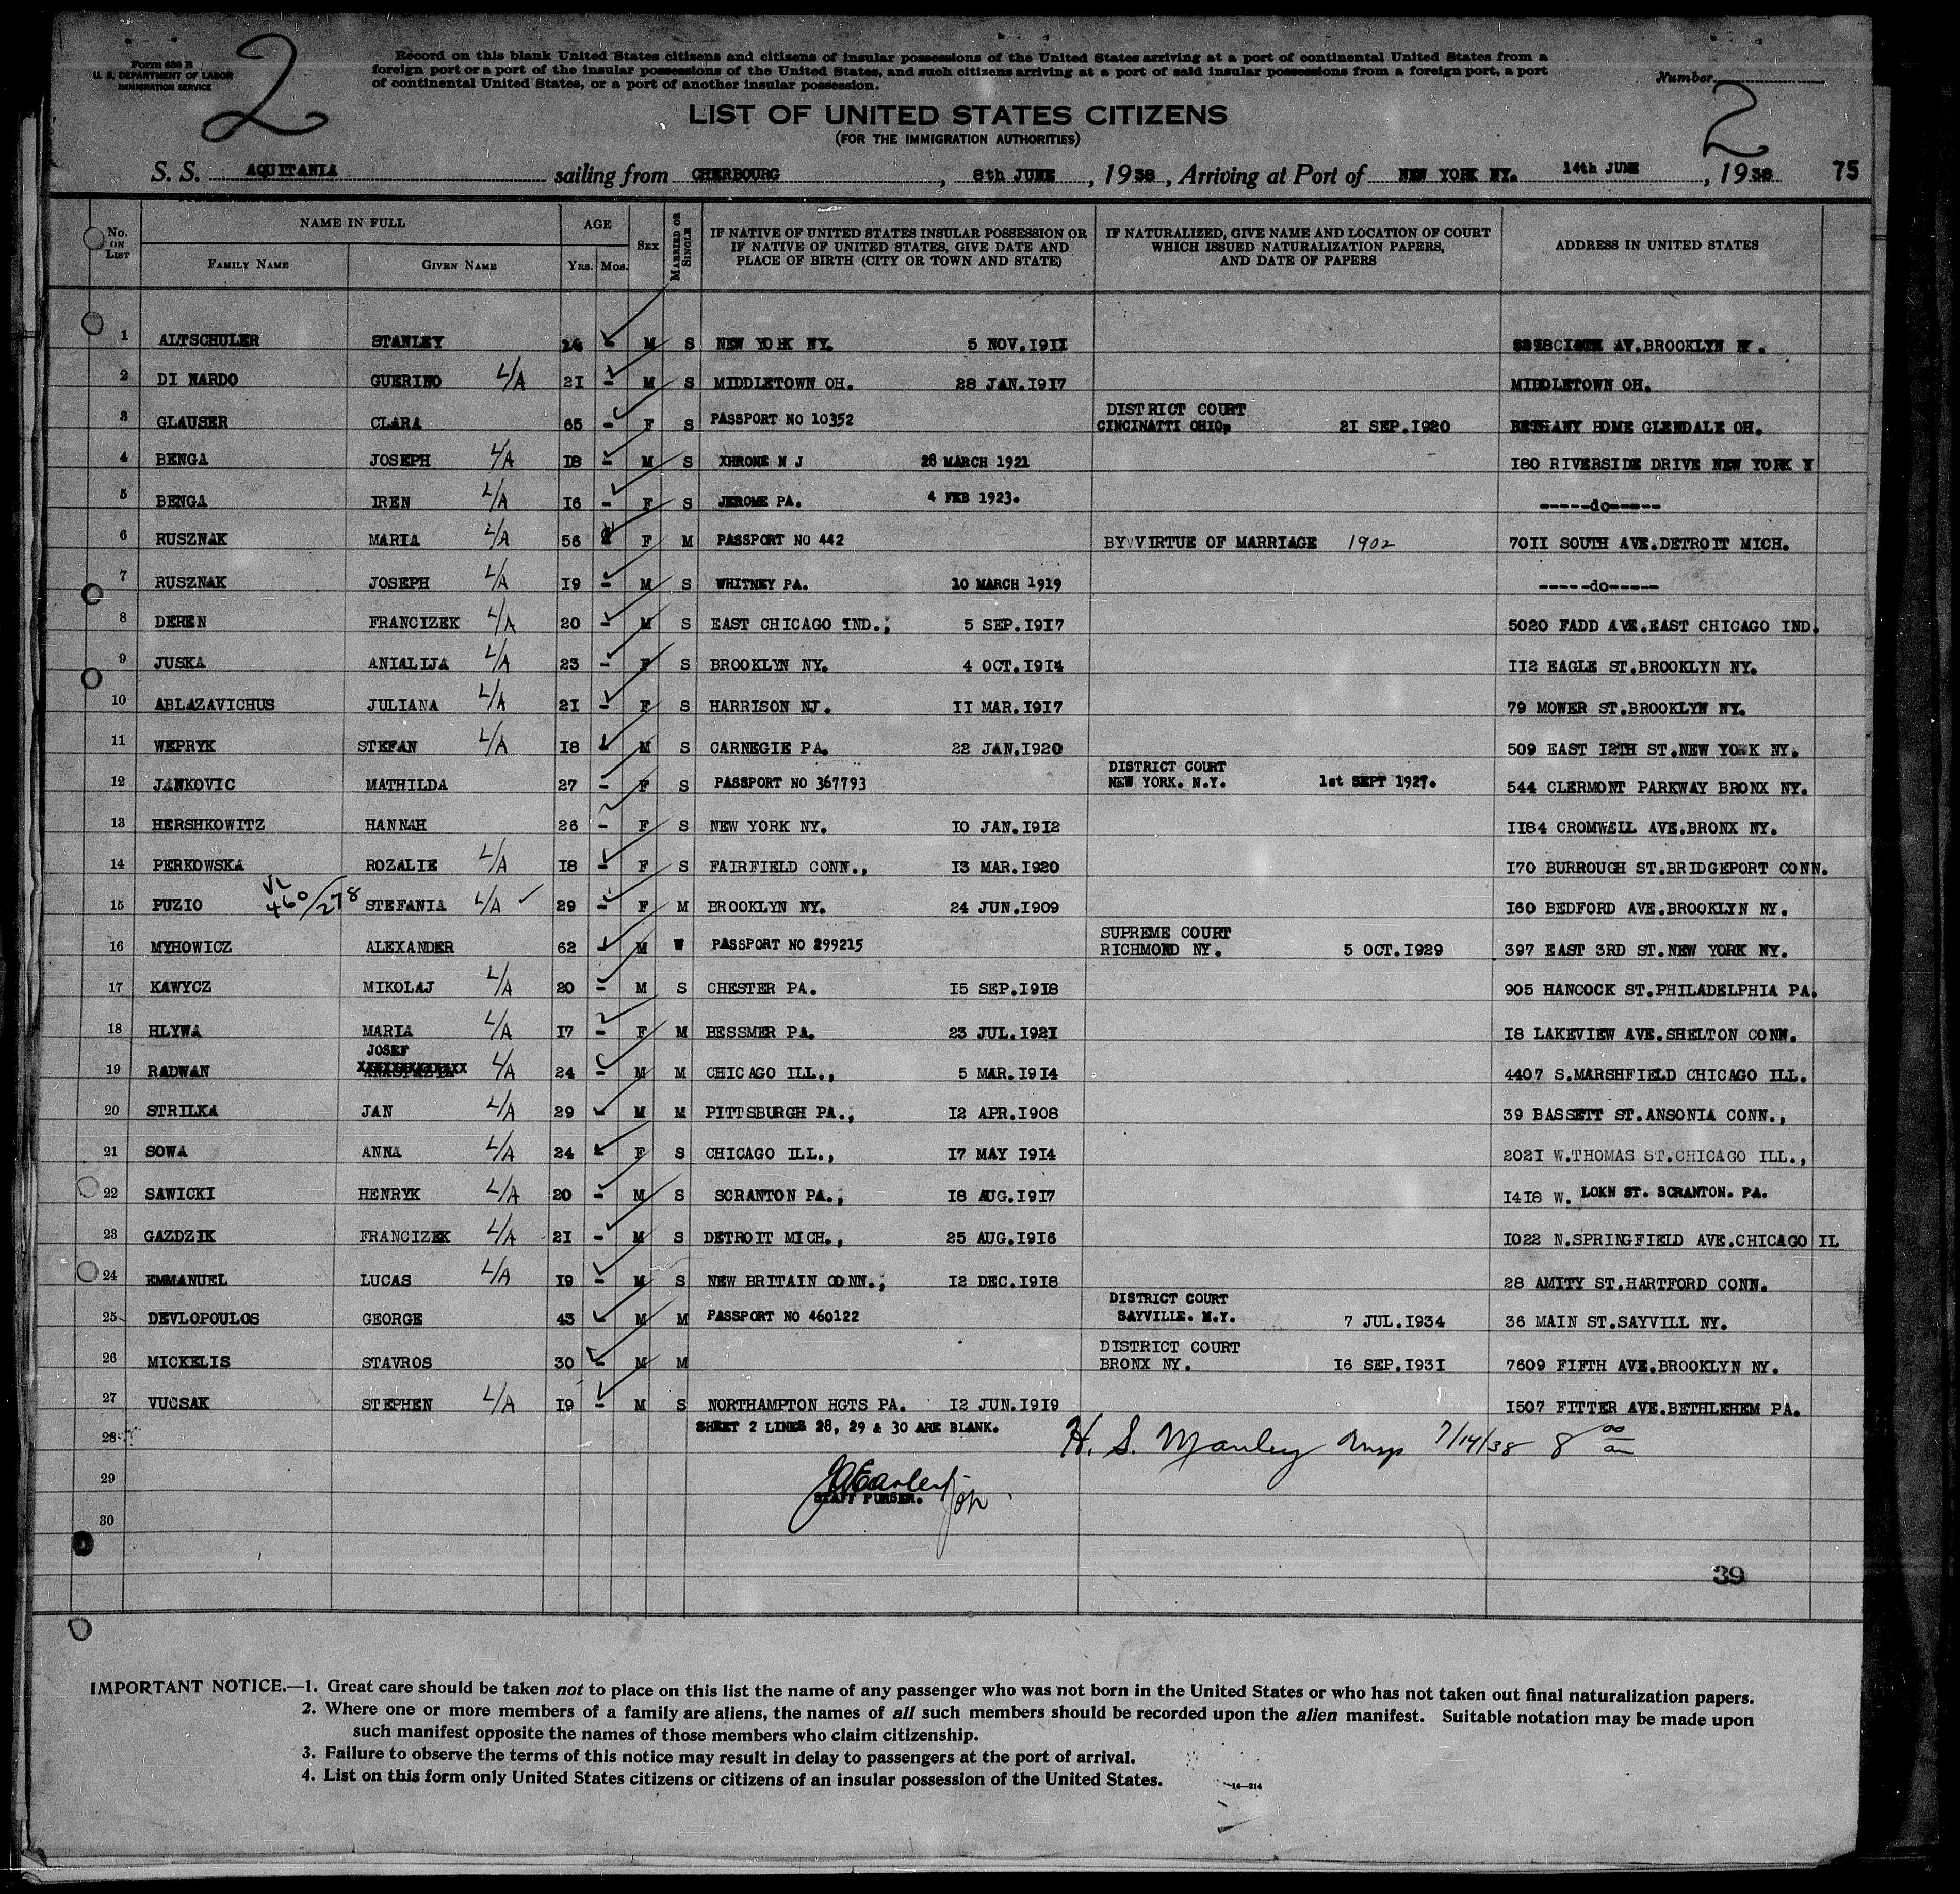 Form 630 B
U. S. DEPARTMENT OF LABOR
IMMIGRATION SERVICE
2
Record on this blank United States citizens and citizens of insular possessions of the United States arriving at a port of continental United States from a
foreign port or a port of the insular possessions of the United States, and such citizens arriving at a port of said insular possessions from a foreign port, a port
of continental United States, or a port of another insular possession.
Number
2
LIST OF UNITED STATES CITIZENS
(FOR THE IMMIGRATION AUTHORITIES)
S. S. AQUITANIA sailing from CHERBOURG, 8th JUNE, 1938, Arriving at Port of NEW YORK NY. 14th JUNE, 1938 75
No. ON LIST NAME IN FULL FAMILY NAME GIVEN NAME AGE YRS. MOS. SEX MARRIED OR SINGLE IF NATIVE OF UNITED STATES INSULAR POSSESSION OR IF NATIVE OF UNITED STATES, GIVE DATE AND PLACE OF BIRTH (CITY OR TOWN AND STATE) IF NATURALIZED, GIVE NAME AND LOCATION OF COURT WHICH ISSUED NATURALIZATION PAPERS, AND DATE OF PAPERS ADDRESS IN UNITED STATES
1 ALTSCHULER STANLEY 26 - M S NEW YORK NY. 5 NOV.1911 AV.BROOKLYN
2 DI NARDO GUERINO L/A 21 - M S MIDDLETOWN OH. 28 JAN.1917 MIDDLETOWN OH.
3 GLAUSER CLARA 65 - F S PASSPORT NO 10352 DISTRICT COURT CINCINATTI OHIO, 21 SEP.1920 BETHANY HOME GLENDALE OH.
4 BENGA JOSEPH L/A 18 - M S XHRONE N J 28 MARCH 1921 180 RIVERSIDE DRIVE NEW YORK Y
5 BENGA IREN L/A 16 - F S JEROME PA. 4 FEB 1923. -----do-----
6 RUSZNAK MARIA L/A 56 F M PASSPORT NO 442 BY VIRTUE OF MARRIAGE 1902 7011 SOUTH AVE.DETROIT MICH.
7 RUSZNAK JOSEPH L/A 19 - M S WHITNEY PA. 10 MARCH 1919 -----do-----
8 DEREN FRANCIZEK L/A 20 - M S EAST CHICAGO IND.; 5 SEP.1917 5020 FADD AVE.EAST CHICAGO IND.
9 JUSKA ANIALIJA L/A 23 - F S BROOKLYN NY. 4 OCT.1914 112 EAGLE ST.BROOKLYN NY.
10 ABLAZAVICHUS JULIANA L/A 21 - F S HARRISON NJ. 11 MAR.1917 79 MOWER ST.BROOKLYN NY.
11 WEPRYK STEFAN L/A 18 - M S CARNEGIE PA. 22 JAN.1920 509 EAST 12TH ST.NEW YORK NY.
12 JANKOVIC MATHILDA 27 - F S PASSPORT NO 367793 DISTRICT COURT NEW YORK. N.Y. 1st SEPT 1927. 544 CLERMONT PARKWAY BRONX NY.
13 HERSHKOWITZ HANNAH 26 - F S NEW YORK NY. 10 JAN.1912 1184 CROMWELL AVE.BRONX NY.
14 PERKOWSKA ROZALIE L/A 18 - F S FAIRFIELD CONN., 13 MAR.1920 170 BURROUGH ST.BRIDGEPORT CONN.
15 PUZIO VL 460/278 STEFANIA L/A 29 - F M BROOKLYN NY. 24 JUN.1909 160 BEDFORD AVE.BROOKLYN NY.
16 MYHOWICZ ALEXANDER 62 - M W PASSPORT NO 299215 SUPREME COURT RICHMOND NY. 5 OCT.1929 397 EAST 3RD ST.NEW YORK NY.
17 KAWYCZ MIKOLAJ L/A 20 - M S CHESTER PA. 15 SEP.1918 905 HANCOCK ST.PHILADELPHIA PA.
18 HLYWA MARIA L/A 17 - F M BESSMER PA. 23 JUL.1921 18 LAKEVIEW AVE.SHELTON CONN.
19 RADWAN JOSEF L/A 24 - M M CHICAGO ILL., 5 MAR.1914 4407 S.MARSHFIELD CHICAGO ILL.
20 STRILKA JAN L/A 29 - M M PITTSBURGH PA., 12 APR.1908 39 BASSETT ST.ANSONIA CONN.,
21 SOWA ANNA L/A 24 - F S CHICAGO ILL., 17 MAY 1914 2021 W.THOMAS ST.CHICAGO ILL.,
22 SAWICKI HENRYK L/A 20 - M S SCRANTON PA., 18 AUG.1917 1418 W. LOKN ST. SCRANTON. PA.
23 GAZDZIK FRANCIZEK L/A 21 - M S DETROIT MICH., 25 AUG.1916 1022 N.SPRINGFIELD AVE.CHICAGO IL
24 EMMANUEL LUCAS L/A 19 - M S NEW BRITAIN CONN., 12 DEC.1918 28 AMITY ST.HARTFORD CONN.
25 DEVLOPOULOS GEORGE 43 - M M PASSPORT NO 460122 DISTRICT COURT SAYVILLE. N.Y. 7 JUL.1934 36 MAIN ST.SAYVILL NY.
26 MICKELIS STAVROS 30 - M M DISTRICT COURT BRONX NY. 16 SEP.1931 7609 FIFTH AVE.BROOKLYN NY.
27 VUCSAK STEPHEN L/A 19 - M S NORTHAMPTON HGTS PA. 12 JUN.1919 1507 FITTER AVE.BETHLEHEM PA.
SHEET 2 LINES 28, 29 & 30 ARE BLANK.
28 H. S. Manley Insp 7/14/38 8 00 am
29 STAFF PURSER.
30
39
IMPORTANT NOTICE.—1. Great care should be taken not to place on this list the name of any passenger who was not born in the United States or who has not taken out final naturalization papers.
2. Where one or more members of a family are aliens, the names of all such members should be recorded upon the alien manifest. Suitable notation may be made upon
such manifest opposite the names of those members who claim citizenship.
3. Failure to observe the terms of this notice may result in delay to passengers at the port of arrival.
4. List on this form only United States citizens or citizens of an insular possession of the United States.
14—214